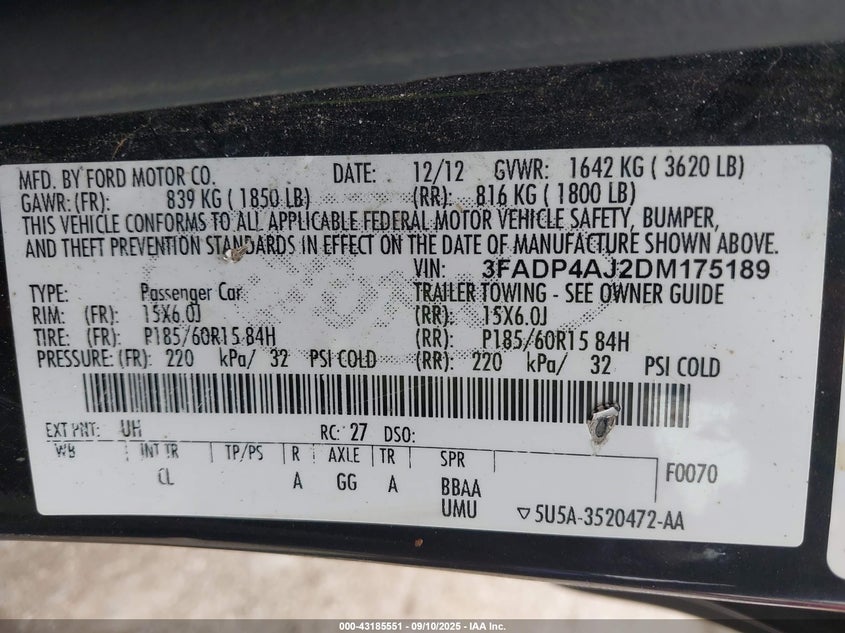 MFD. BY FORD MOTOR CO. DATE: 12/12 GVWR: 1642 KG ( 3620 LB)
GAWR:(FR): 839 KG ( 1850 LB) (RR): 816 KG ( 1800 LB)
THIS VEHICLE CONFORMS TO ALL APPLICABLE FEDERAL MOTOR VEHICLE SAFETY, BUMPER,
AND THEFT PREVENTION STANDARDS IN EFFECT ON THE DATE OF MANUFACTURE SHOWN ABOVE.
VIN: 3FADP4AJ2DM175189
TYPE: Passenger Car TRAILER TOWING - SEE OWNER GUIDE
RIM: (FR): 15X6.0J (RR): 15X6.0J
TIRE: (FR): P185/60R15 84H (RR): P185/60R15 84H
PRESSURE:(FR): 220 kPa/ 32 PSI COLD (RR): 220 kPa/ 32 PSI COLD
EXT PNT: UH RC: 27 DSO:
WB INT TR TP/PS R AXLE TR SPR F0070
CL A GG A BBAA
UMU ▽5U5A-3520472-AA
000-43185551 - 09/10/2025 - IAA Inc.